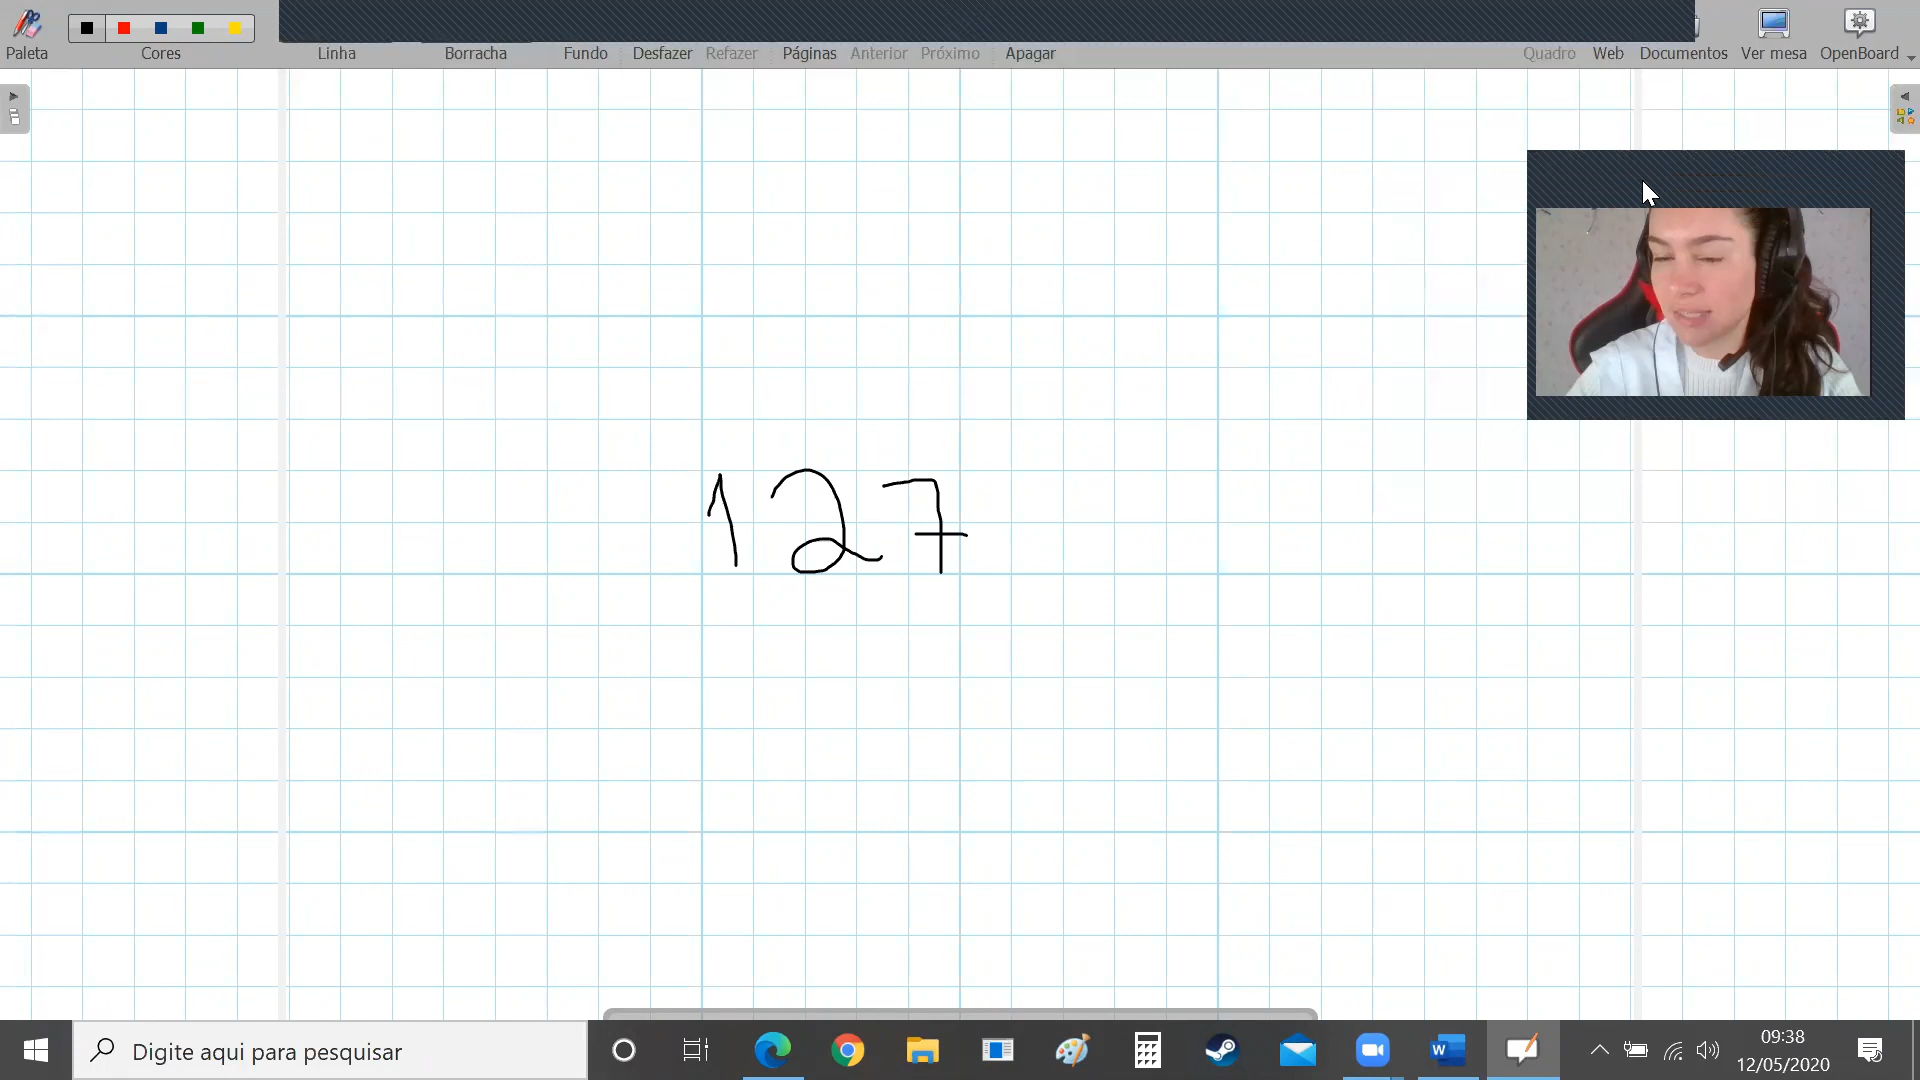 Paleta Cores Linha Borracha Fundo Desfazer Refazer Páginas Anterior Próximo Apagar Quadro Web Documentos Ver mesa OpenBoard
127
Digite aqui para pesquisar
09:38
12/05/2020